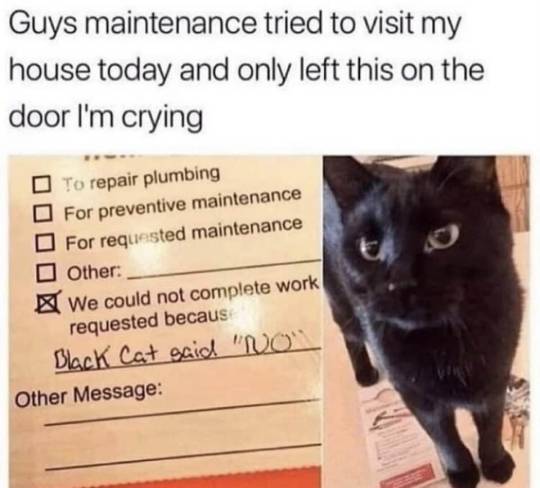 Guys maintenance tried to visit my
house today and only left this on the
door I'm crying
To repair plumbing
For preventive maintenance
For requested maintenance
Other:
We could not complete work
requested becaus
Black Cat said "NO"
Other Message: